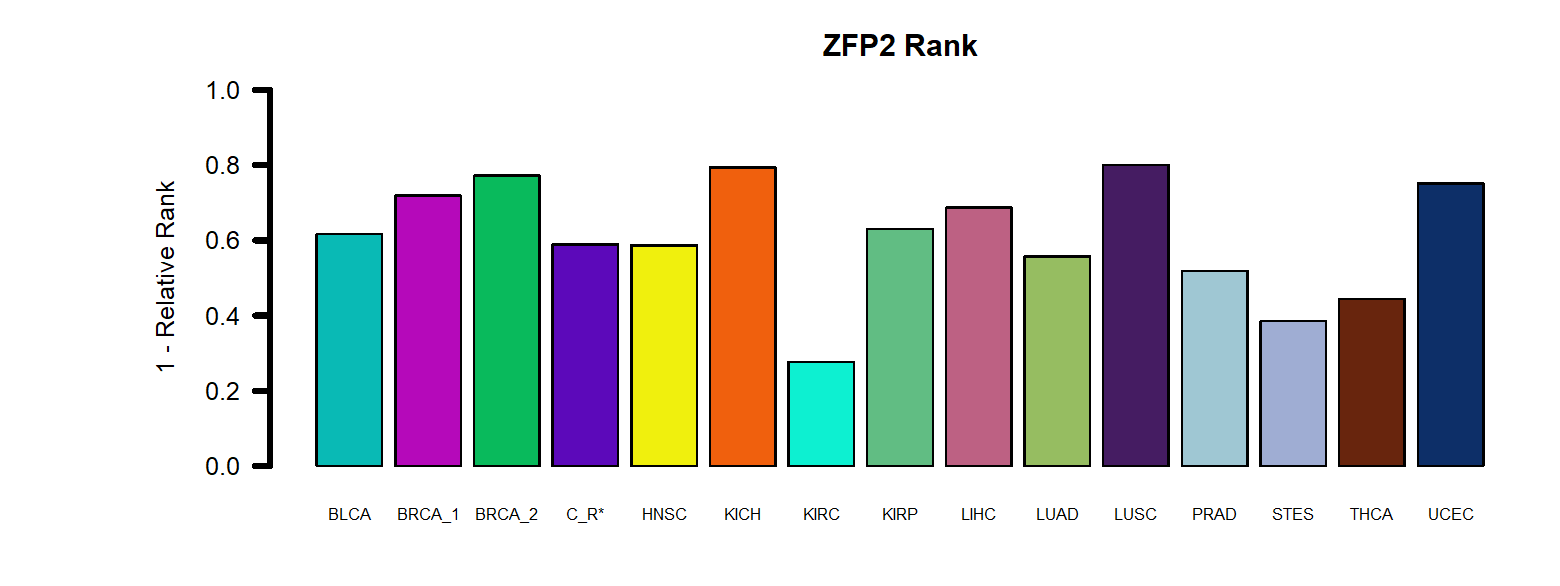 ZFP2 Rank
1 - Relative Rank
1.0
0.8
0.6
0.4
0.2
0.0
BLCA BRCA_1 BRCA_2 C_R* HNSC KICH KIRC KIRP LIHC LUAD LUSC PRAD STES THCA UCEC